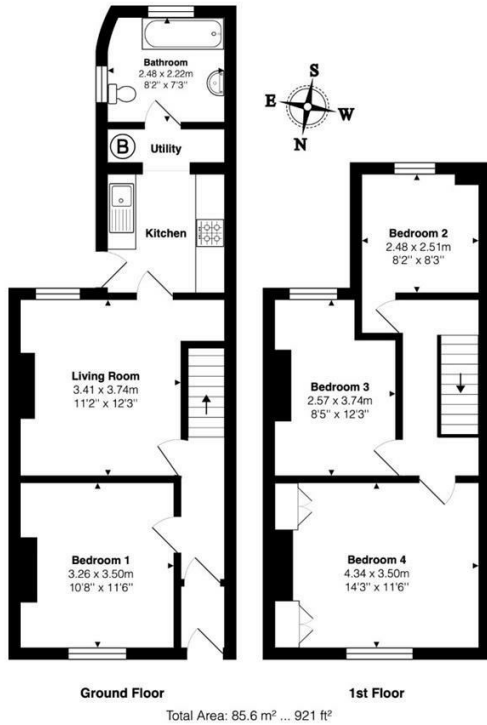 Bathroom
2.48 x 2.22m
8'2" x 7'3"
B
Utility
Kitchen
Living Room
3.41 x 3.74m
11'2" x 12'3"
Bedroom 1
3.26 x 3.50m
10'8" x 11'6"
Ground Floor
S
E
W
N
Bedroom 2
2.48 x 2.51m
8'2" x 8'3"
Bedroom 3
2.57 x 3.74m
8'5" x 12'3"
Bedroom 4
4.34 x 3.50m
14'3" x 11'6"
1st Floor
Total Area: 85.6 m² ... 921 ft²